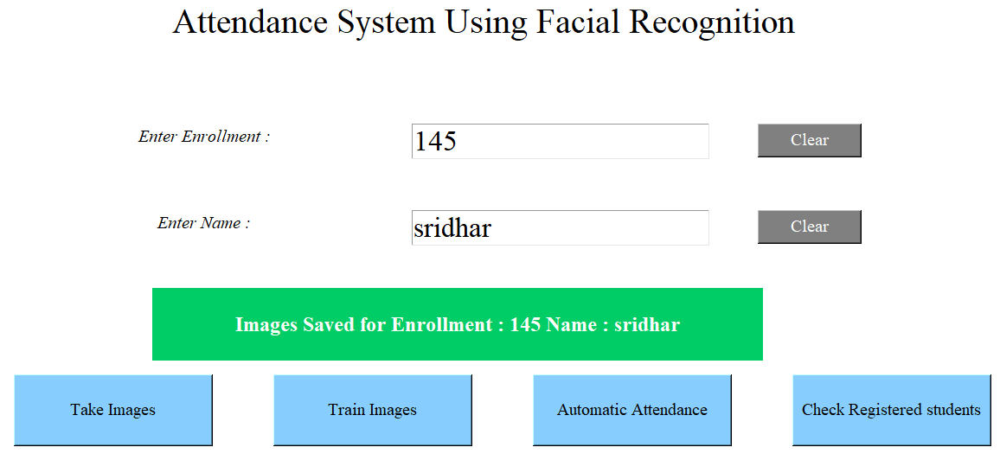 Attendance System Using Facial Recognition
Enter Enrollment : 145 Clear
Enter Name : sridhar Clear
Images Saved for Enrollment : 145 Name : sridhar
Take Images Train Images Automatic Attendance Check Registered students